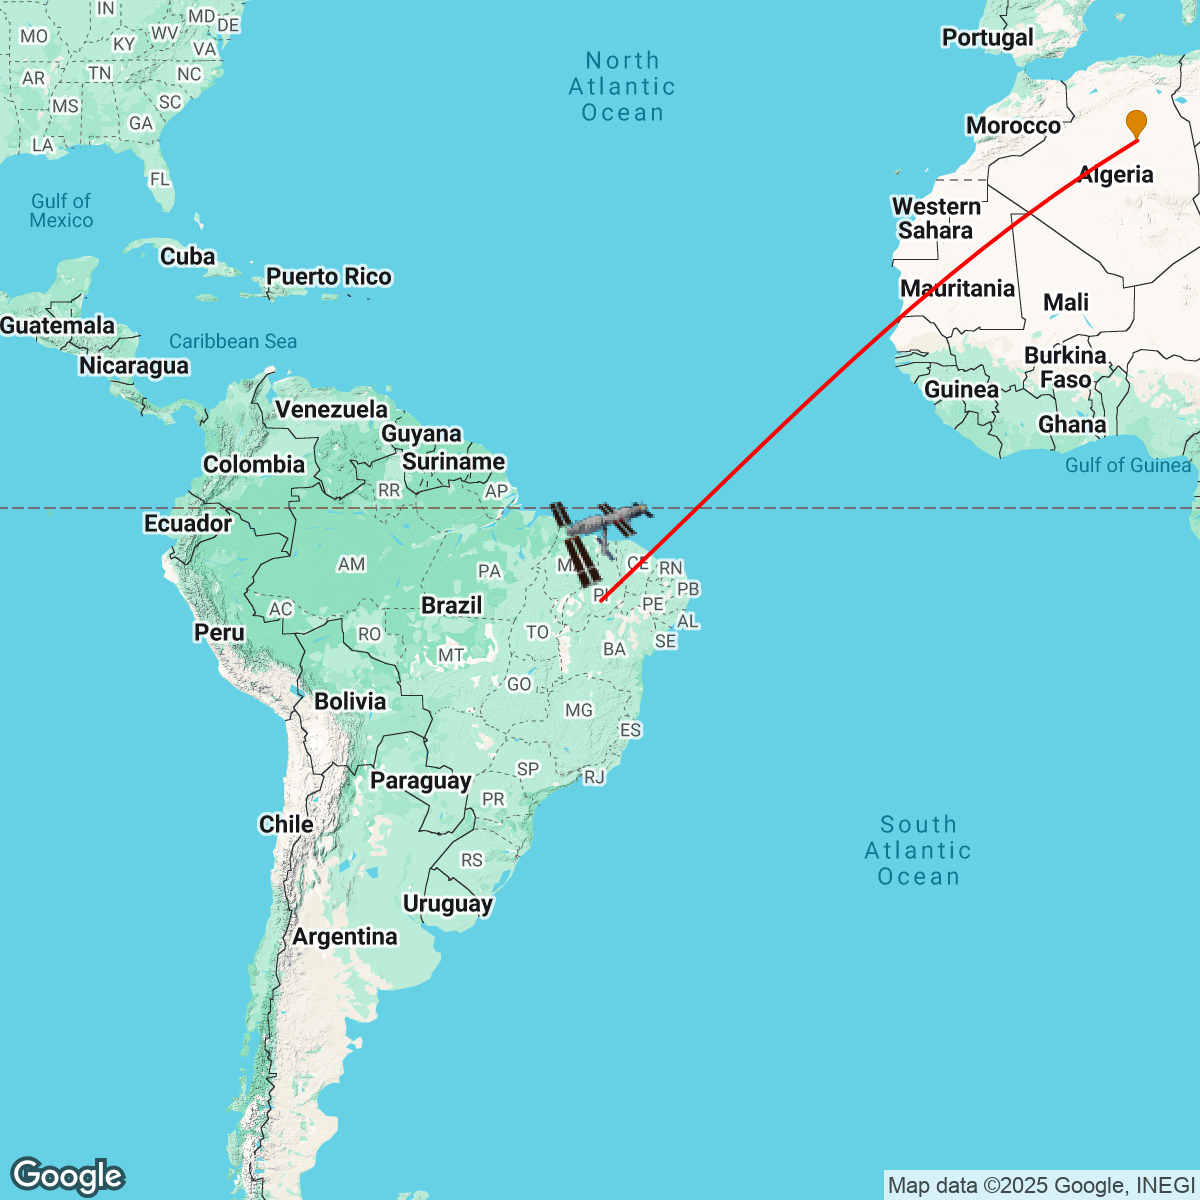 IN
MD
DE
MO
WV
KY
VA
Portugal
North
Atlantic
Ocean
AR
TN
NC
MS
SC
GA
Morocco
LA
FL
Algeria
Gulf of
Mexico
Western
Sahara
Cuba
Puerto Rico
Mauritania
Mali
Guatemala
Caribbean Sea
Nicaragua
Burkina
Faso
Guinea
Venezuela
Ghana
Guyana
Suriname
Colombia
Gulf of Guinea
RR
AP
Ecuador
AM
PA
CE
RN
Brazil
PI
PB
PE
AC
AL
Peru
RO
TO
SE
MT
BA
GO
Bolivia
MG
ES
SP
RJ
Paraguay
PR
Chile
South
Atlantic
Ocean
RS
Uruguay
Argentina
Google
Map data ©2025 Google, INEGI